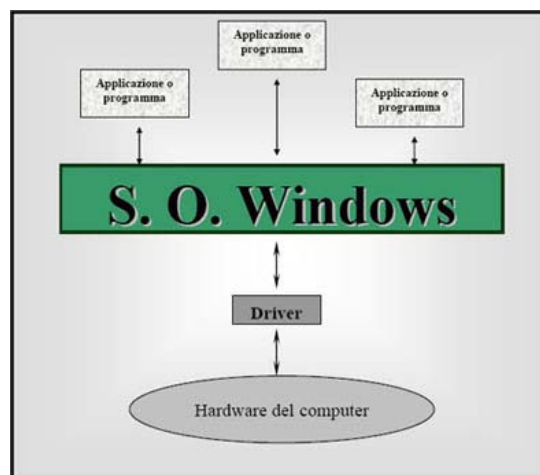 Applicazione o
programma
Applicazione o
programma
Applicazione o
programma
S. O. Windows
Driver
Hardware del computer